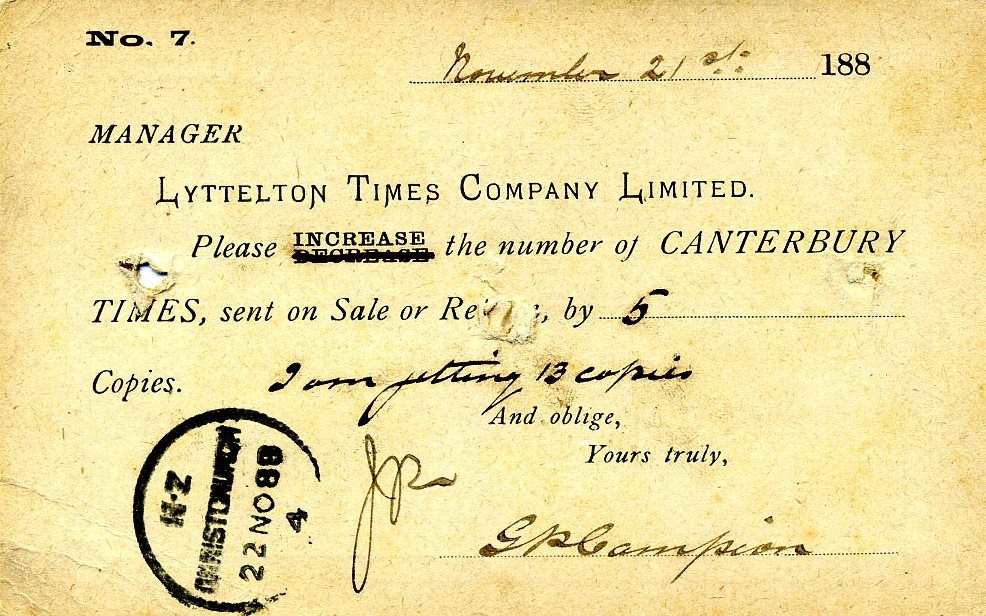 No. 7.
November 21st. 188
MANAGER
LYTTELTON TIMES COMPANY LIMITED.
Please INCREASE DECREASE the number of CANTERBURY
TIMES, sent on Sale or Re , by 5
Copies. I am getting 13 copies
And oblige,
Yours truly,
G P Campion
N·Z
CHRISTCHURCH
22 NO 88
4